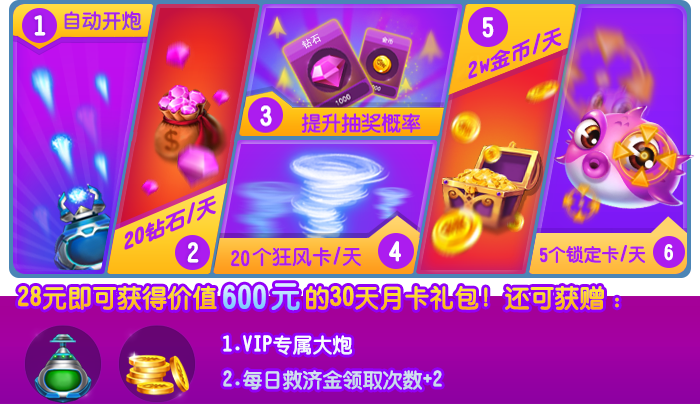 1 自动开炮
20钻石/天 2
钻石
1000
金币
3 提升抽奖概率
20个狂风卡/天 4
5
2w金币/天
5个锁定卡/天 6
28元即可获得价值600元的30天月卡礼包！还可获赠：
1.VIP专属大炮
2.每日救济金领取次数+2